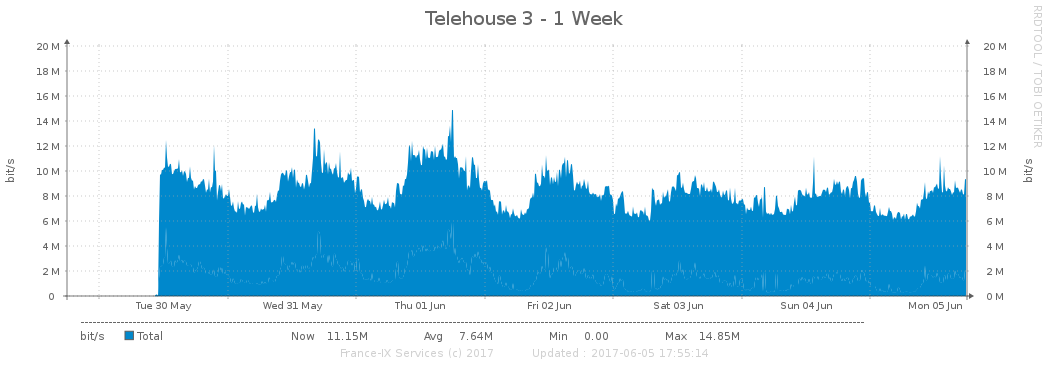 Telehouse 3 - 1 Week
RRDTOOL / TOBI OETIKER
20 M 20 M
18 M 18 M
16 M 16 M
14 M 14 M
12 M 12 M
10 M 10 M
8 M 8 M
6 M 6 M
4 M 4 M
2 M 2 M
0 0 M
bit/s
bit/s
Tue 30 May Wed 31 May Thu 01 Jun Fri 02 Jun Sat 03 Jun Sun 04 Jun Mon 05 Jun
bit/s Total Now 11.15M Avg 7.64M Min 0.00 Max 14.85M
France-IX Services (c) 2017 Updated : 2017-06-05 17:55:14